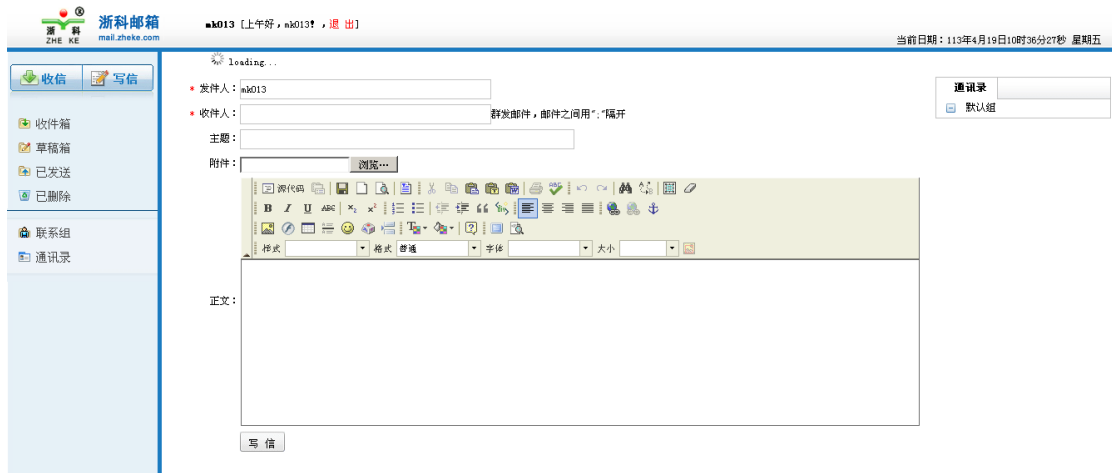 浙科
ZHE KE
®
浙科邮箱
mail.zheke.com
mk013 [上午好，mk013！，退 出]
当前日期：113年4月19日10时36分27秒 星期五
收信 写信
收件箱
草稿箱
已发送
已删除
联系组
通讯录
loading...
* 发件人：mk013
* 收件人： 群发邮件，邮件之间用";"隔开
主题：
附件： 浏览…
源代码
B I U ABC x₂ x²
样式 格式 普通 字体 大小
正文：
写 信
通讯录
默认组